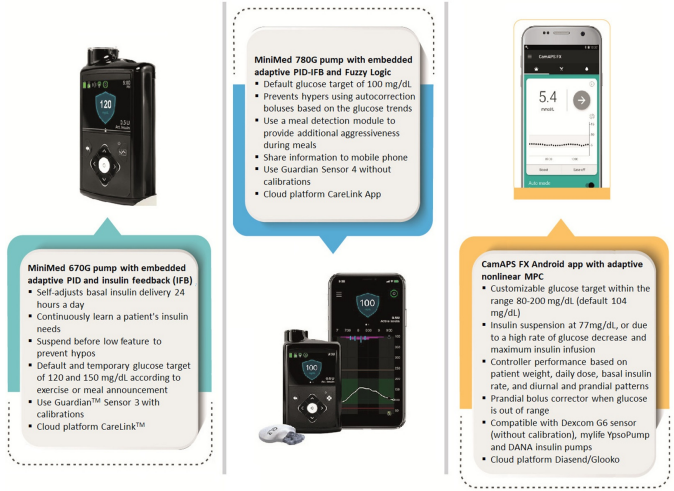 120
MiniMed 670G pump with embedded
adaptive PID and insulin feedback (IFB)
▪ Self-adjusts basal insulin delivery 24
hours a day
▪ Continuously learn a patient's insulin
needs
▪ Suspend before low feature to
prevent hypos
▪ Default and temporary glucose target
of 120 and 150 mg/dL according to
exercise or meal announcement
▪ Use Guardian™ Sensor 3 with
calibrations
▪ Cloud platform CareLink™
MiniMed 780G pump with embedded
adaptive PID-IFB and Fuzzy Logic
▪ Default glucose target of 100 mg/dL
▪ Prevents hypers using autocorrection
boluses based on the glucose trends
▪ Use a meal detection module to
provide additional aggressiveness
during meals
▪ Share information to mobile phone
▪ Use Guardian Sensor 4 without
calibrations
▪ Cloud platform CareLink App
100
100
CamAPS FX
5.4
mmol/L
Auto mode
CamAPS FX Android app with adaptive
nonlinear MPC
▪ Customizable glucose target within the
range 80-200 mg/dL (default 104
mg/dL)
▪ Insulin suspension at 77mg/dL, or due
to a high rate of glucose decrease and
maximum insulin infusion
▪ Controller performance based on
patient weight, daily dose, basal insulin
rate, and diurnal and prandial patterns
▪ Prandial bolus corrector when glucose
is out of range
▪ Compatible with Dexcom G6 sensor
(without calibration), mylife YpsoPump
and DANA insulin pumps
▪ Cloud platform Diasend/Glooko